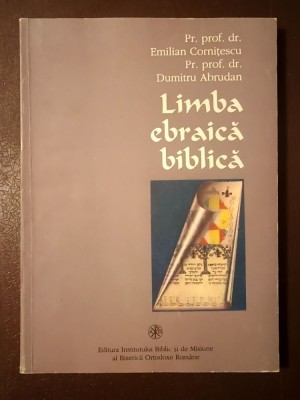 Pr. prof. dr.
Emilian Cornițescu
Pr. prof. dr.
Dumitru Abrudan
Limba
ebraică
biblică
Editura Institutului Biblic și de Misiune
al Bisericii Ortodoxe Române